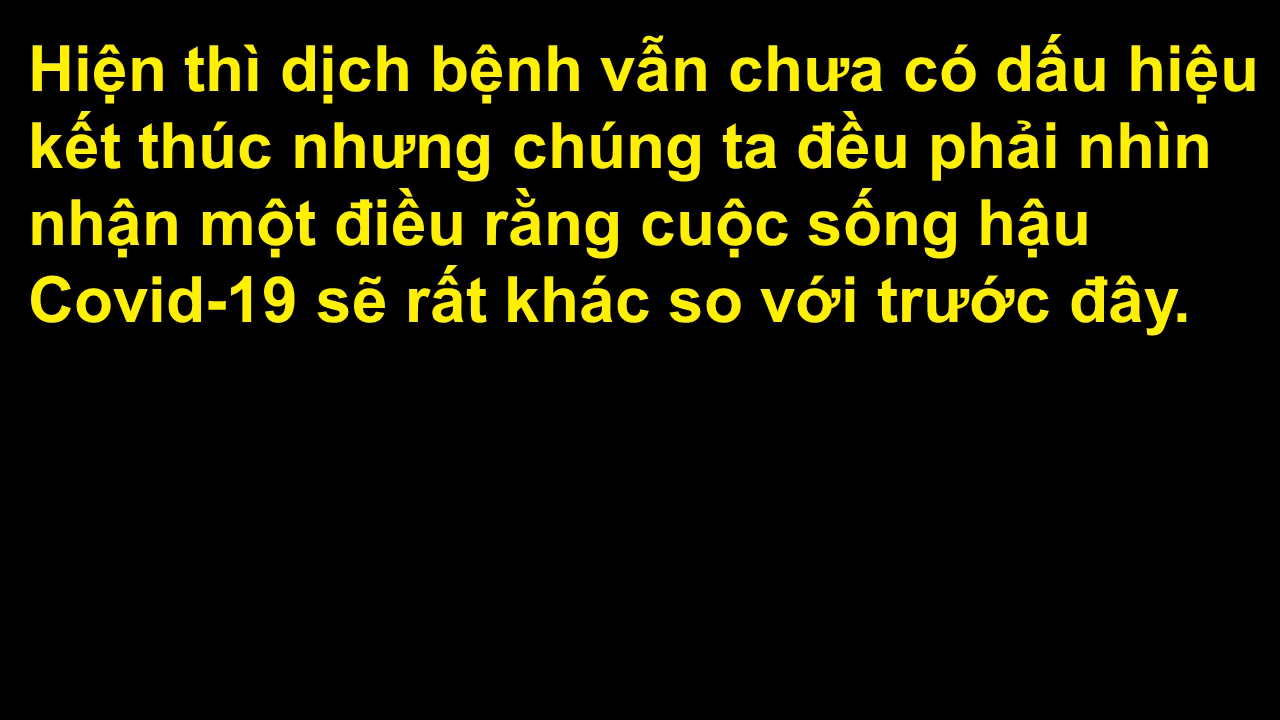 Hiện thì dịch bệnh vẫn chưa có dấu hiệu
kết thúc nhưng chúng ta đều phải nhìn
nhận một điều rằng cuộc sống hậu
Covid-19 sẽ rất khác so với trước đây.